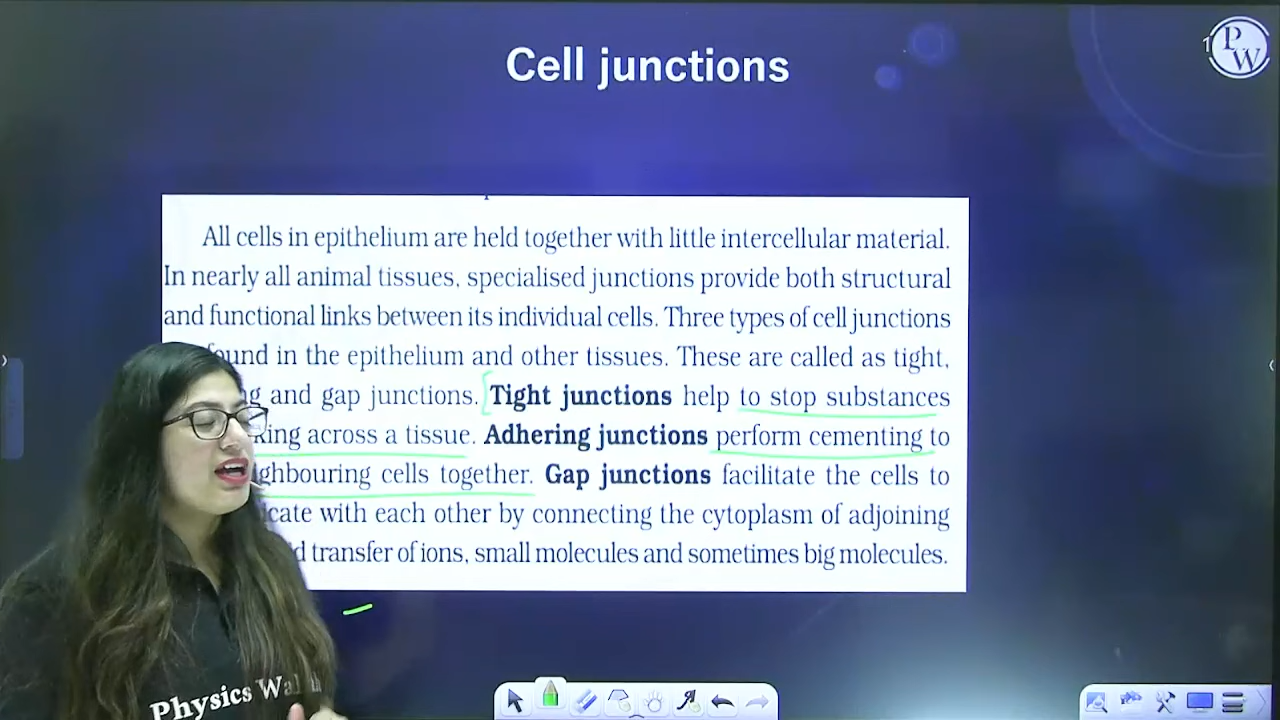 Cell junctions
PW
All cells in epithelium are held together with little intercellular material.
In nearly all animal tissues, specialised junctions provide both structural
and functional links between its individual cells. Three types of cell junctions
found in the epithelium and other tissues. These are called as tight,
and gap junctions. Tight junctions help to stop substances
across a tissue. Adhering junctions perform cementing to
together. Gap junctions facilitate the cells to
with each other by connecting the cytoplasm of adjoining
transfer of ions, small molecules and sometimes big molecules.
Physics